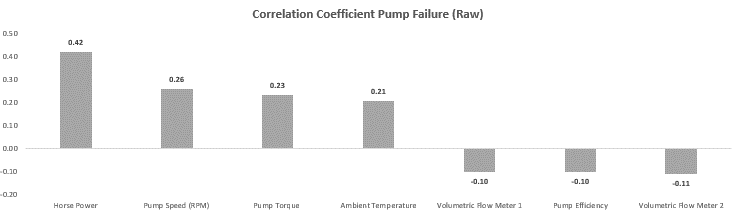 Correlation Coefficient Pump Failure (Raw)
0.50
0.40
0.30
0.20
0.10
0.00
-0.10
-0.20
0.42
0.26
0.23
0.21
-0.10
-0.10
-0.11
Horse Power
Pump Speed (RPM)
Pump Torque
Ambient Temperature
Volumetric Flow Meter 1
Pump Efficiency
Volumetric Flow Meter 2